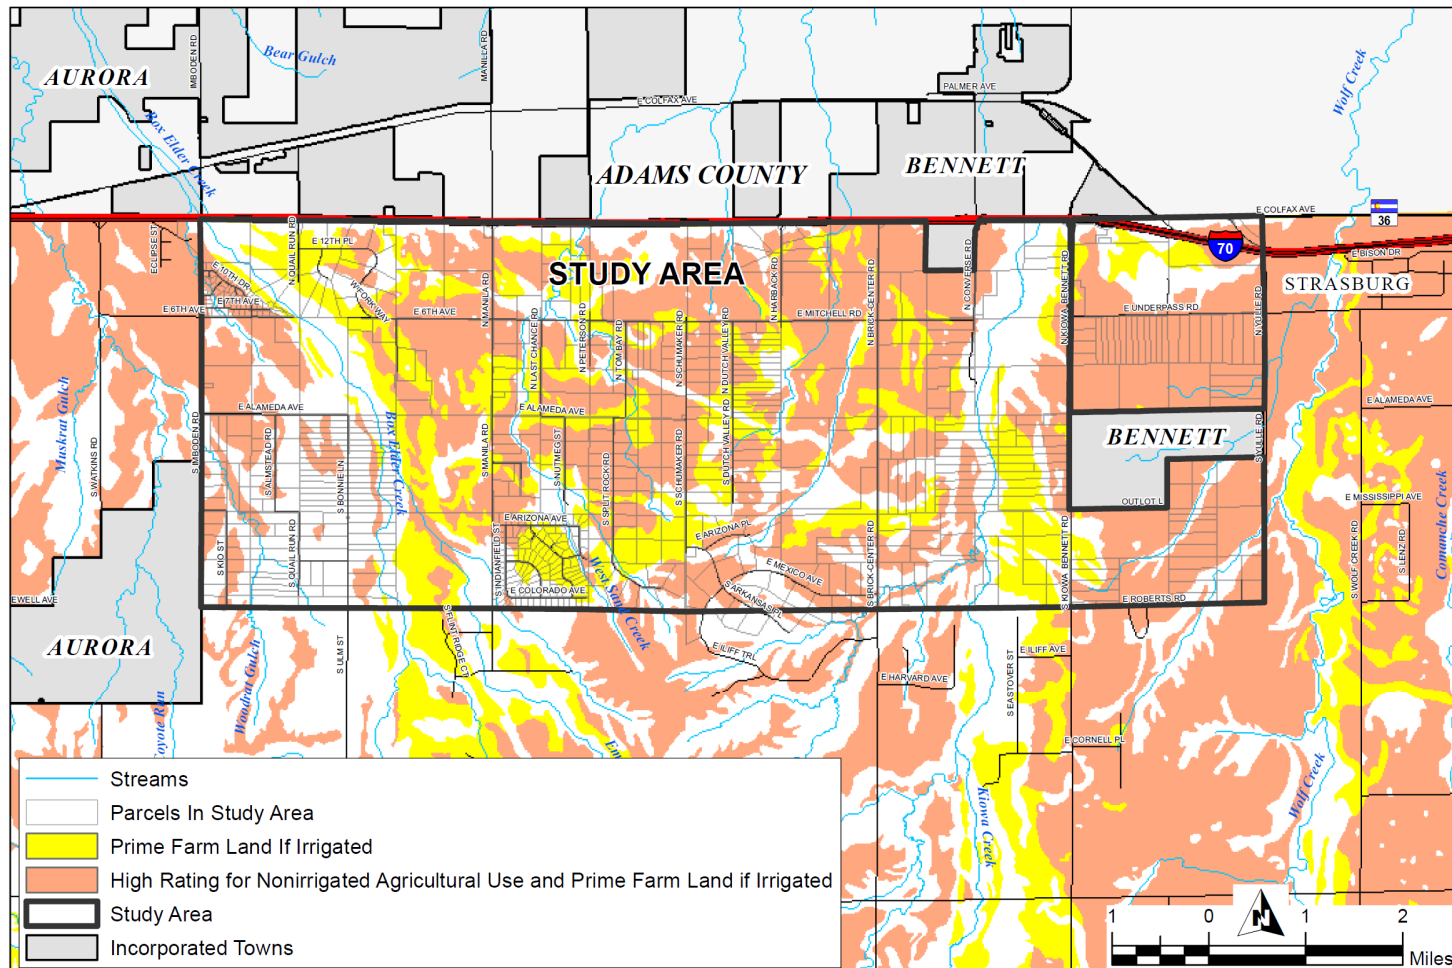 AURORA
IMBODEN RD
Bear Gulch
MANILLA RD
Box Elder Creek
E COLFAX AVE
PALMER AVE
Wolf Creek
ADAMS COUNTY
BENNETT
E COLFAX AVE
36
70
E BISON DR
STRASBURG
ECLIPSE ST
N QUAIL RUN RD
E 12TH PL
E 10TH DR
E 7TH AVE
E 6TH AVE
W FORK WAY
E 6TH AVE
N MANILA RD
STUDY AREA
N HARBACK RD
E MITCHELL RD
N BRICK-CENTER RD
N CONVERSE RD
N KIOWA BENNETT RD
E UNDERPASS RD
N YULLE RD
N LAST CHANCE RD
N PETERSON RD
N TOM BAY RD
N SCHUMAKER RD
N DUTCH VALLEY RD
Muskrat Gulch
S WATKINS RD
S IMBODEN RD
E ALAMEDA AVE
S ALMSTEAD RD
S BONNIE LN
Box Elder Creek
S MANILA RD
E ALAMEDA AVE
S NUTMEG ST
S SPLIT ROCK RD
S SCHUMAKER RD
S DUTCH VALLEY RD
BENNETT
S YULLE RD
E ALAMEDA AVE
OUTLOT L
E MISSISSIPPI AVE
S WOLF CREEK RD
S LENZ RD
Comanche Creek
S KIO ST
S QUAIL RUN RD
S INDIANFIELD ST
E ARIZONA AVE
E COLORADO AVE
West Sand Creek
E ARIZONA PL
E MEXICO AVE
S ARKANSAS PL
S BRICK-CENTER RD
S KIOWA BENNETT RD
E ROBERTS RD
EWELL AVE
AURORA
Coyote Run
Woodrat Gulch
S ULM ST
S FLINT RIDGE CT
E ILIFF TRL
E HARVARD AVE
S EASTOVER ST
E ILIFF AVE
E CORNELL PL
Kiowa Creek
Wolf Creek
Em
Streams
Parcels In Study Area
Prime Farm Land If Irrigated
High Rating for Nonirrigated Agricultural Use and Prime Farm Land if Irrigated
Study Area
Incorporated Towns
N
1 0 1 2
Miles